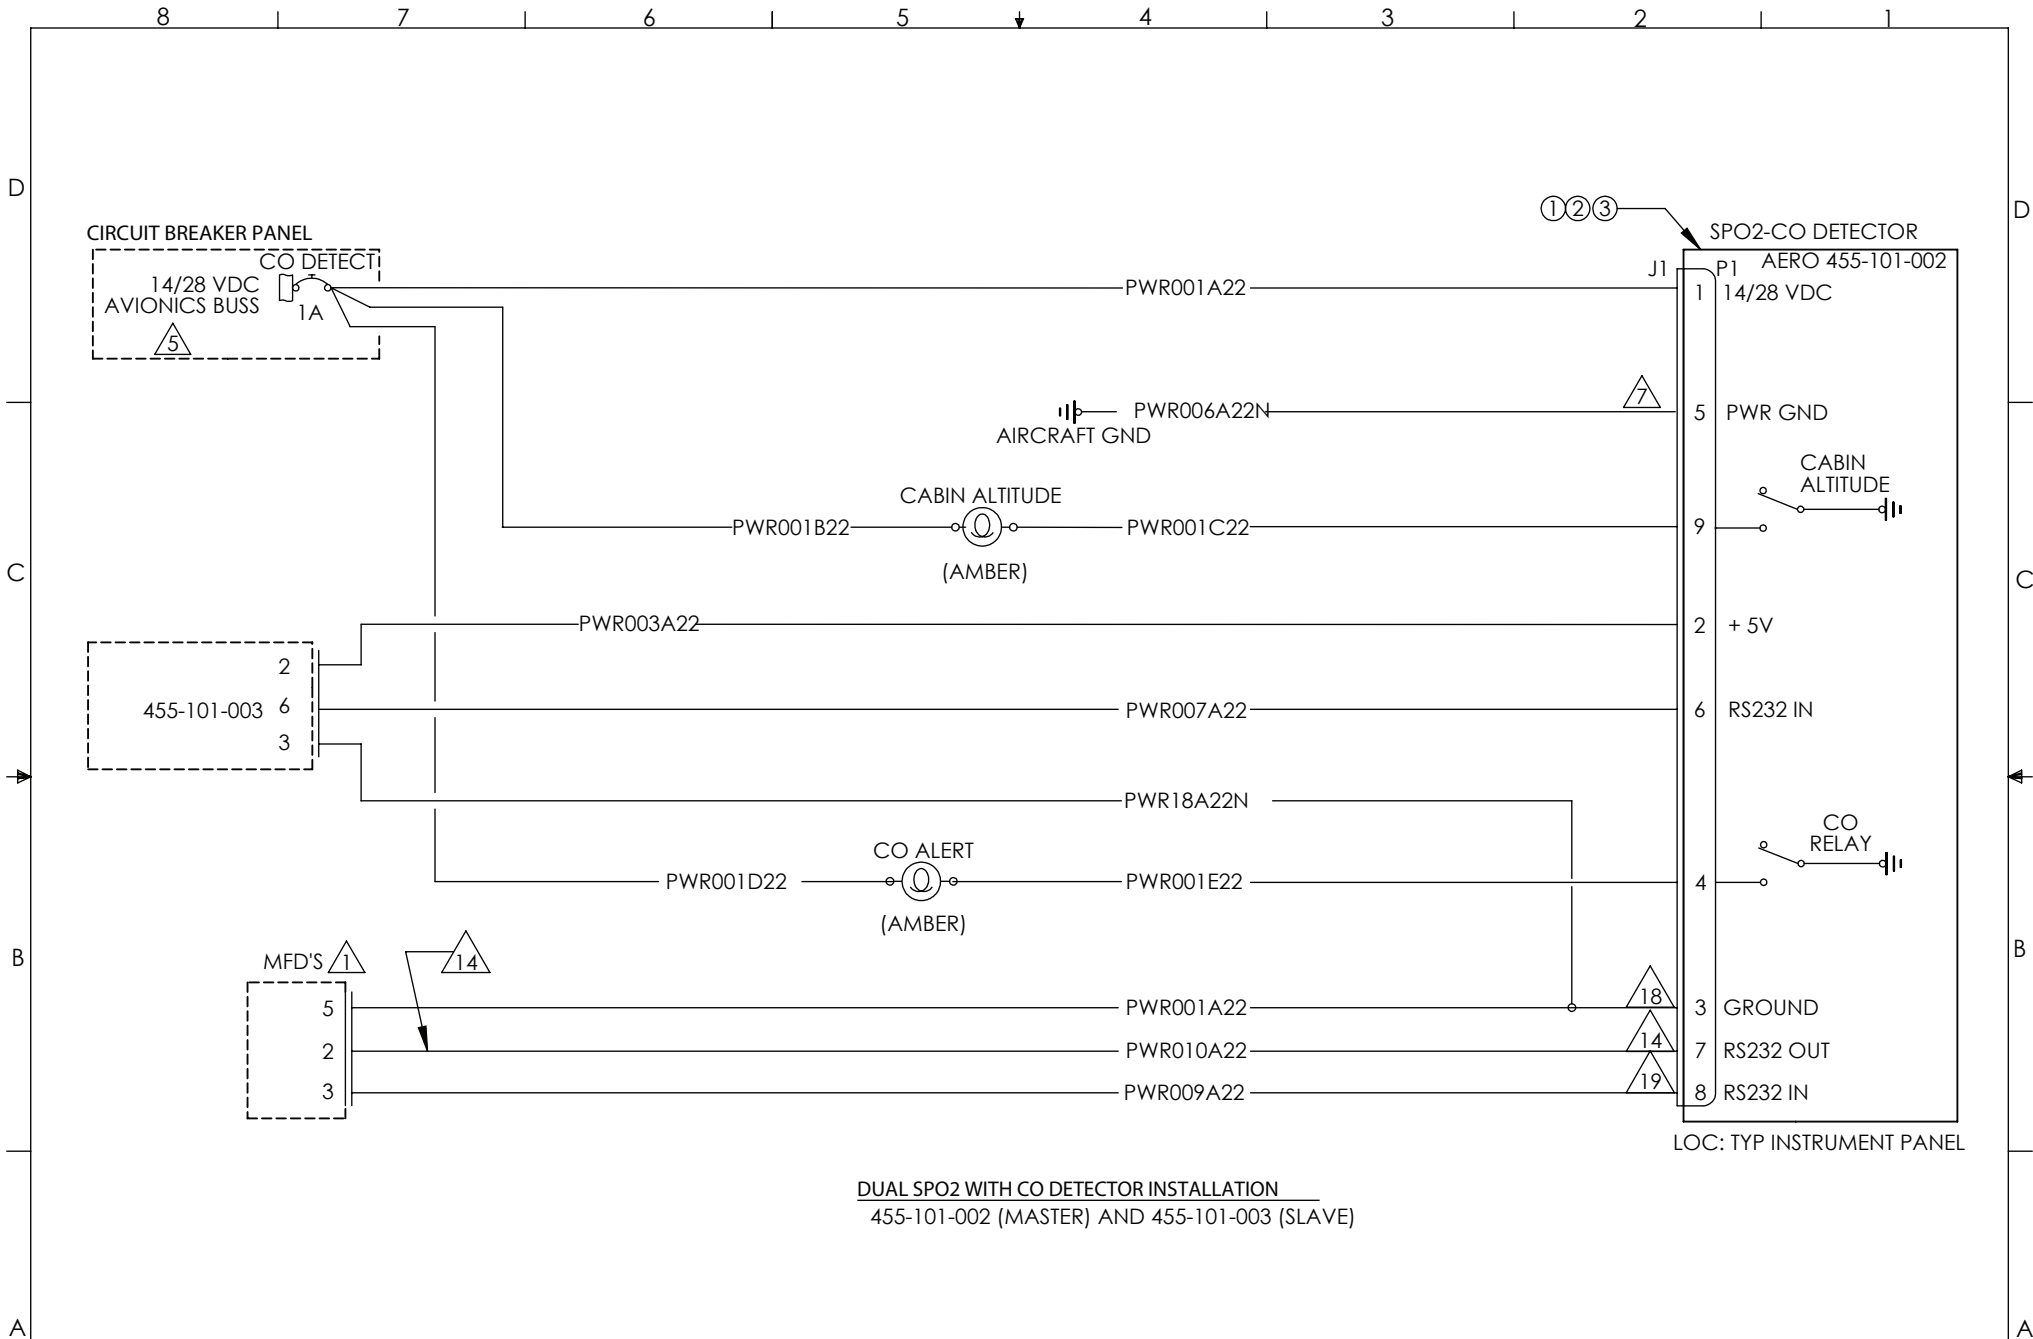 8 7 6 5 4 3 2 1
D
D
1 2 3
SPO2-CO DETECTOR
CIRCUIT BREAKER PANEL
CO DETECT
J1 P1 AERO 455-101-002
14/28 VDC
AVIONICS BUSS
1A
5
PWR001A22
1 14/28 VDC
7
PWR006A22N
5 PWR GND
AIRCRAFT GND
CABIN
ALTITUDE
CABIN ALTITUDE
PWR001B22
PWR001C22
9
(AMBER)
C
C
PWR003A22
2 + 5V
2
455-101-003 6
3
PWR007A22
6 RS232 IN
PWR18A22N
CO
RELAY
CO ALERT
PWR001D22
PWR001E22
4
(AMBER)
B
B
MFD'S 1
14
5
PWR001A22
18
3 GROUND
2
PWR010A22
14
7 RS232 OUT
3
PWR009A22
19
8 RS232 IN
LOC: TYP INSTRUMENT PANEL
DUAL SPO2 WITH CO DETECTOR INSTALLATION
455-101-002 (MASTER) AND 455-101-003 (SLAVE)
A
A